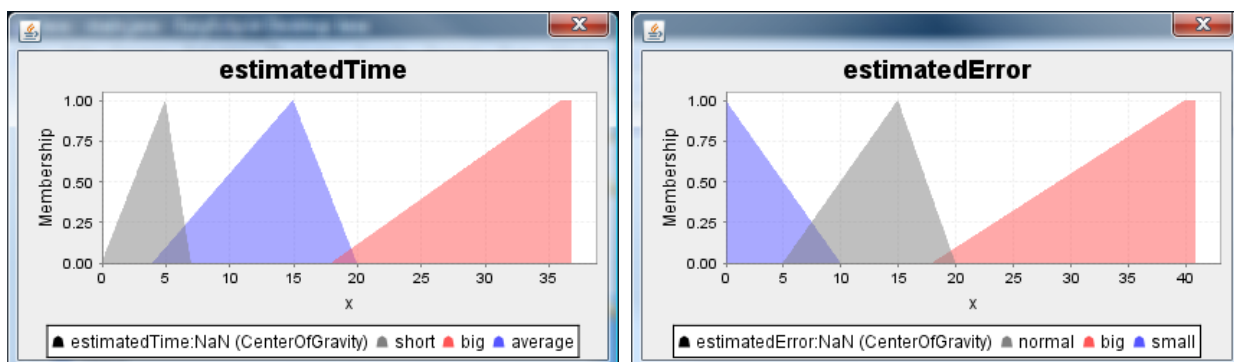 estimatedTime
1.00
0.75
0.50
0.25
0.00
Membership
0 5 10 15 20 25 30 35
x
estimatedTime:NaN (CenterOfGravity) short big average
estimatedError
1.00
0.75
0.50
0.25
0.00
Membership
0 5 10 15 20 25 30 35 40
x
estimatedError:NaN (CenterOfGravity) normal big small